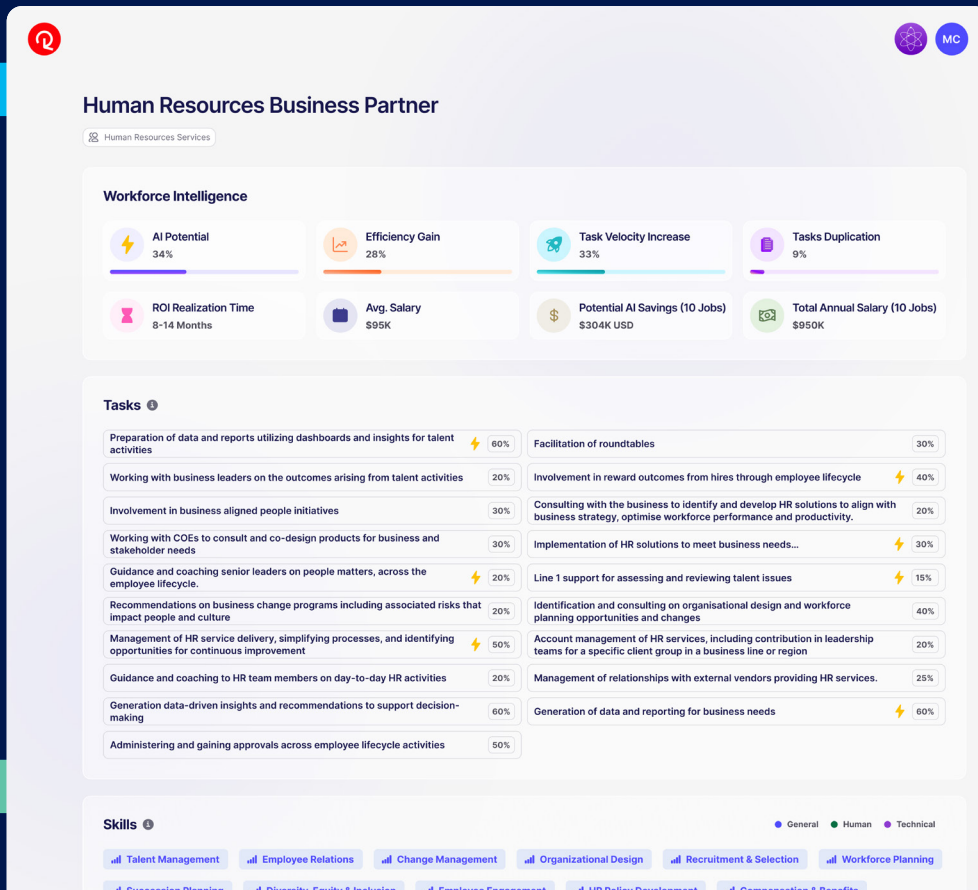 MC
Human Resources Business Partner
Human Resources Services
Workforce Intelligence
AI Potential
34%
Efficiency Gain
28%
Task Velocity Increase
33%
Tasks Duplication
9%
ROI Realization Time
8-14 Months
Avg. Salary
$95K
Potential AI Savings (10 Jobs)
$304K USD
Total Annual Salary (10 Jobs)
$950K
Tasks
Preparation of data and reports utilizing dashboards and insights for talent
activities
60%
Facilitation of roundtables
30%
Working with business leaders on the outcomes arising from talent activities
20%
Involvement in reward outcomes from hires through employee lifecycle
40%
Involvement in business aligned people initiatives
30%
Consulting with the business to identify and develop HR solutions to align with
business strategy, optimise workforce performance and productivity.
20%
Working with COEs to consult and co-design products for business and
stakeholder needs
30%
Implementation of HR solutions to meet business needs...
30%
Guidance and coaching senior leaders on people matters, across the
employee lifecycle.
20%
Line 1 support for assessing and reviewing talent issues
15%
Recommendations on business change programs including associated risks that
impact people and culture
20%
Identification and consulting on organisational design and workforce
planning opportunities and changes
40%
Management of HR service delivery, simplifying processes, and identifying
opportunities for continuous improvement
50%
Account management of HR services, including contribution in leadership
teams for a specific client group in a business line or region
20%
Guidance and coaching to HR team members on day-to-day HR activities
20%
Management of relationships with external vendors providing HR services.
25%
Generation data-driven insights and recommendations to support decision-
making
60%
Generation of data and reporting for business needs
60%
Administering and gaining approvals across employee lifecycle activities
50%
Skills
General
Human
Technical
Talent Management
Employee Relations
Change Management
Organizational Design
Recruitment & Selection
Workforce Planning
Succession Planning
Diversity, Equity & Inclusion
Employee Engagement
HR Policy Development
Compensation & Benefits